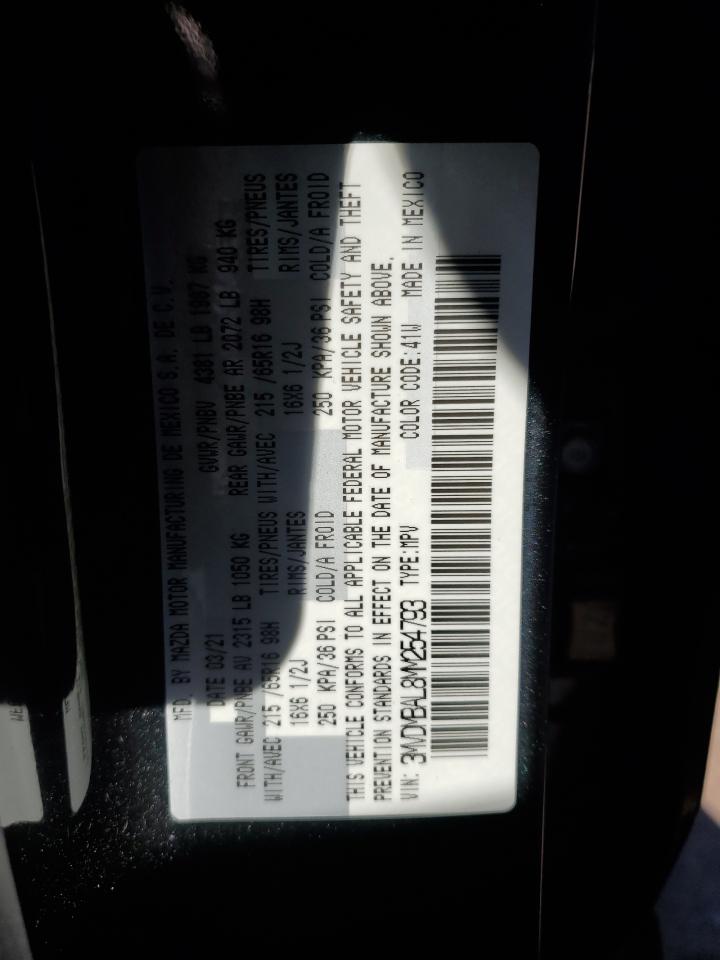 MFD. BY MAZDA MOTOR MANUFACTURING DE MEXICO S.A. DE C.V.
DATE 03/21 GVWR/PNBV 4381 LB 1987 KG
FRONT GAWR/PNBE AV 2315 LB 1050 KG REAR GAWR/PNBE AR 2072 LB 940 KG
WITH/AVEC 215 /65R16 98H TIRES/PNEUS WITH/AVEC 215 /65R16 98H TIRES/PNEUS
16X6 1/2J RIMS/JANTES 16X6 1/2J RIMS/JANTES
250 KPA/36 PSI COLD/A FROID 250 KPA/36 PSI COLD/A FROID
THIS VEHICLE CONFORMS TO ALL APPLICABLE FEDERAL MOTOR VEHICLE SAFETY AND THEFT
PREVENTION STANDARDS IN EFFECT ON THE DATE OF MANUFACTURE SHOWN ABOVE.
VIN: 3MVDMBAL8MM254793 TYPE:MPV COLOR CODE:41W MADE IN MEXICO